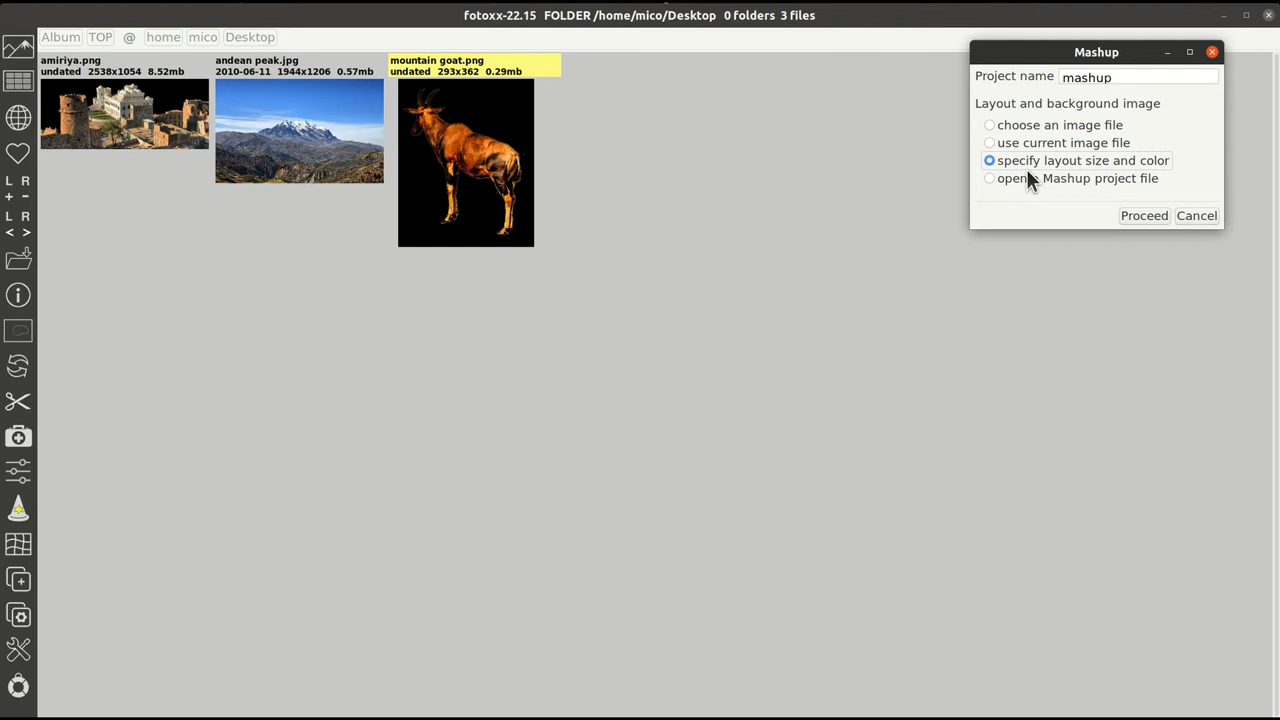 fotoxx-22.15 FOLDER /home/mico/Desktop 0 folders 3 files
Album TOP @ home mico Desktop
amiriya.png
undated 2538x1054 8.52mb
andean peak.jpg
2010-06-11 1944x1206 0.57mb
mountain goat.png
undated 293x362 0.29mb
L R
+ -
L R
< >
Mashup
Project name mashup
Layout and background image
choose an image file
use current image file
specify layout size and color
open Mashup project file
Proceed Cancel